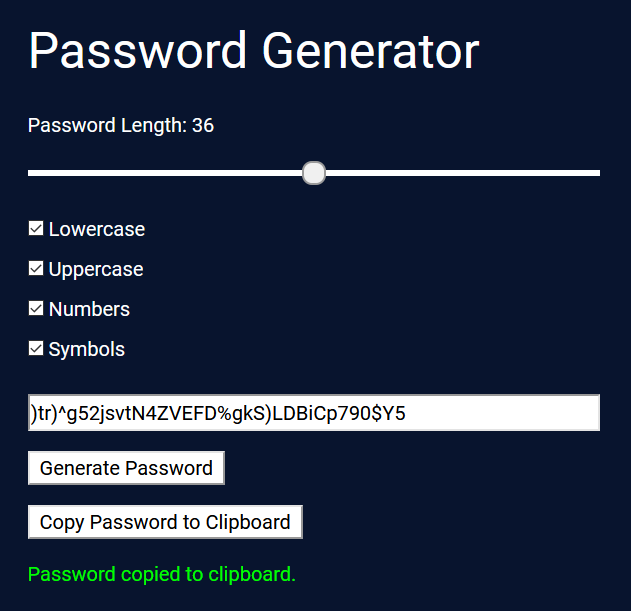 Password Generator
Password Length: 36
Lowercase
Uppercase
Numbers
Symbols
)tr)^g52jsvtN4ZVEFD%gkS)LDBiCp790$Y5
Generate Password
Copy Password to Clipboard
Password copied to clipboard.